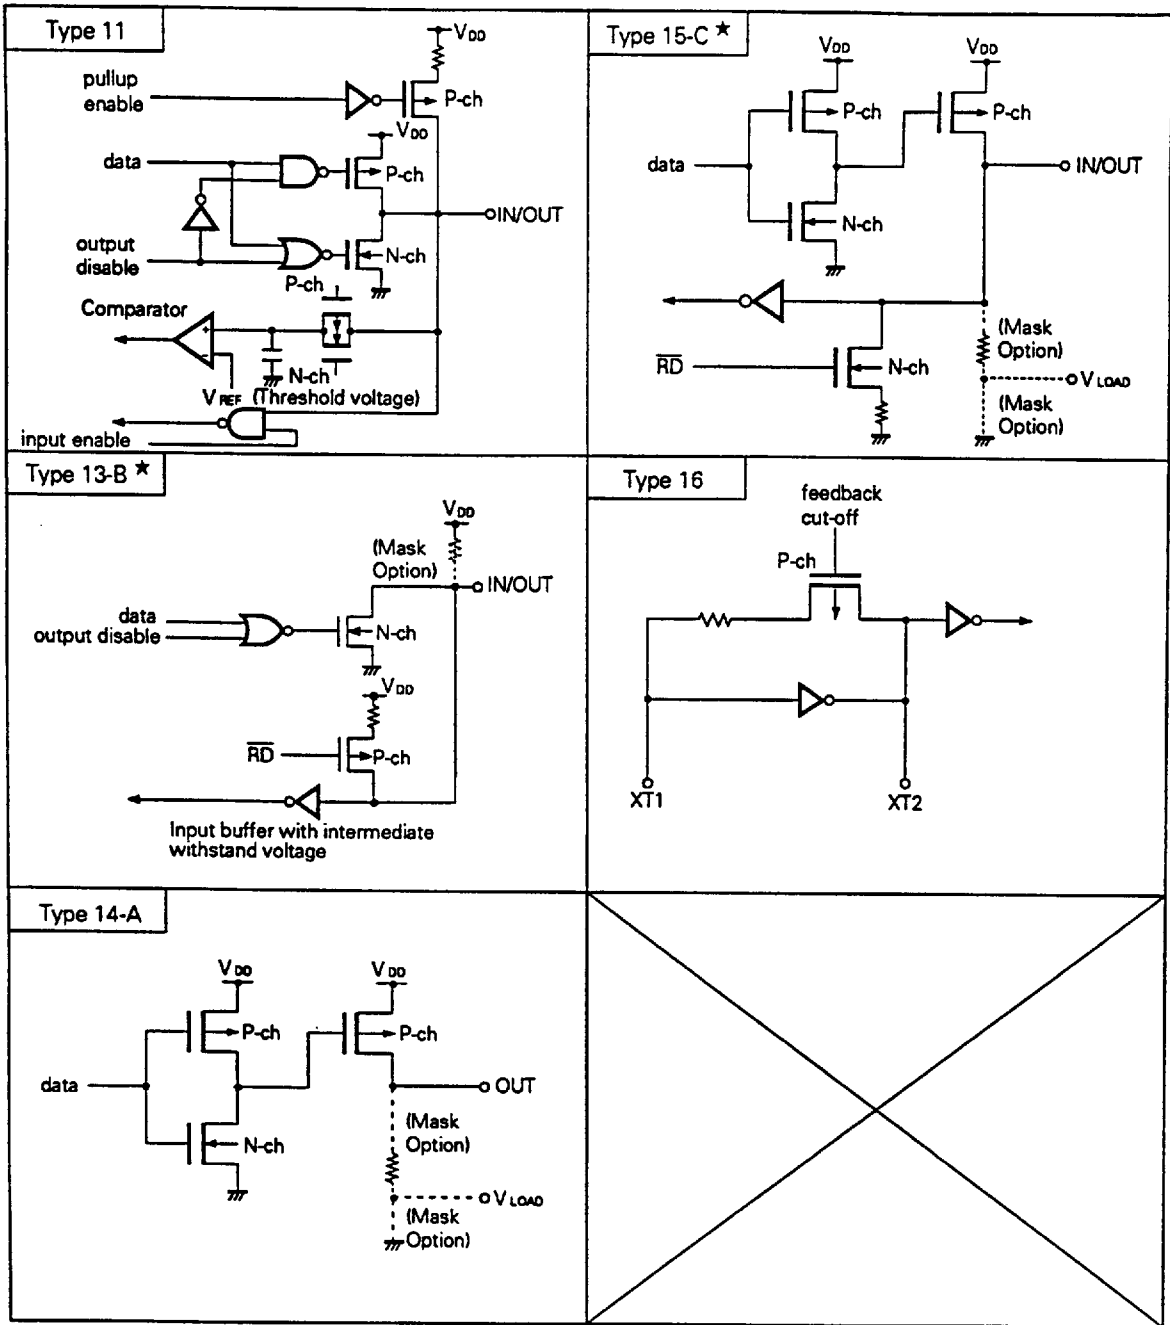 Type 11
VDD
pullup
enable
P-ch
VDD
data
P-ch
IN/OUT
output
disable
N-ch
P-ch
Comparator
+
−
N-ch
VREF (Threshold voltage)
input enable
Type 15-C ★
VDD
VDD
P-ch
P-ch
data
IN/OUT
N-ch
(Mask
Option)
RD
N-ch
VLOAD
(Mask
Option)
Type 13-B ★
VDD
(Mask
Option)
IN/OUT
data
output disable
N-ch
VDD
RD
P-ch
Input buffer with intermediate
withstand voltage
Type 16
feedback
cut-off
P-ch
XT1
XT2
Type 14-A
VDD
VDD
P-ch
P-ch
data
OUT
N-ch
(Mask
Option)
VLOAD
(Mask
Option)